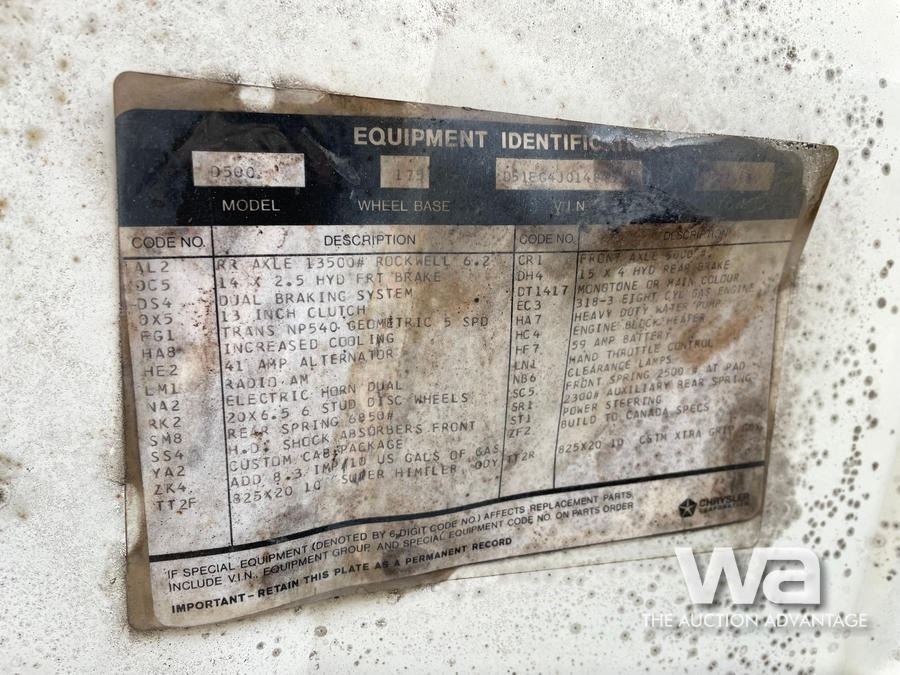 EQUIPMENT
D500
175
MODEL
WHEEL BASE
V.I.N
CODE NO.
DESCRIPTION
AL2 RR AXLE 13500# ROCKWELL 6.2
DC5 14 X 2.5 HYD FRT BRAKE
DS4 DUAL BRAKING SYSTEM
DX5 13 INCH CLUTCH
FG1 TRANS NP540 GEOMETRIC 5 SPD
HA8 INCREASED COOLING
HE2 41 AMP ALTERNATOR
LM1 RADIO AM
NA2 ELECTRIC HORN DUAL
RK2 20X6.5 6 STUD DISC WHEELS
SM8 REAR SPRING 6850#
SS4 H.D. SHOCK ABSORBERS FRONT
YA2 CUSTOM CAB PACKAGE
ZK4 ADD 8.3 IMP/10 US GALS OF GAS
TT2F 825X20 10 SUPER
CODE NO.
DESCRIPTION
CR1 FRONT AXLE 5000
DH4 15 X 4 HYD REAR BRAKE
DT1417 MONOTONE OR MAIN COLOUR
EC3 318-3 EIGHT CYL GAS ENGINE
HA7 HEAVY DUTY WATER PUMP
HC4 ENGINE BLOCK HEATER
HF7 59 AMP BATTERY
LN1 HAND THROTTLE CONTROL
NB6 CLEARANCE LAMPS
SC5 FRONT SPRING 2500 # AT PAD
SR1 2300# AUXILIARY REAR SPRING
ST1 POWER STEERING
ZF2 BUILD TO CANADA SPECS
TT2R 825X20 10 CSTM XTRA GRIP
IF SPECIAL EQUIPMENT (DENOTED BY 6 DIGIT CODE NO.) AFFECTS REPLACEMENT PARTS,
INCLUDE V.I.N., EQUIPMENT GROUP, AND SPECIAL EQUIPMENT CODE NO. ON PARTS ORDER
IMPORTANT-RETAIN THIS PLATE AS A PERMANENT RECORD
CHRYSLER
CORPORATION
wa
THE AUCTION ADVANTAGE